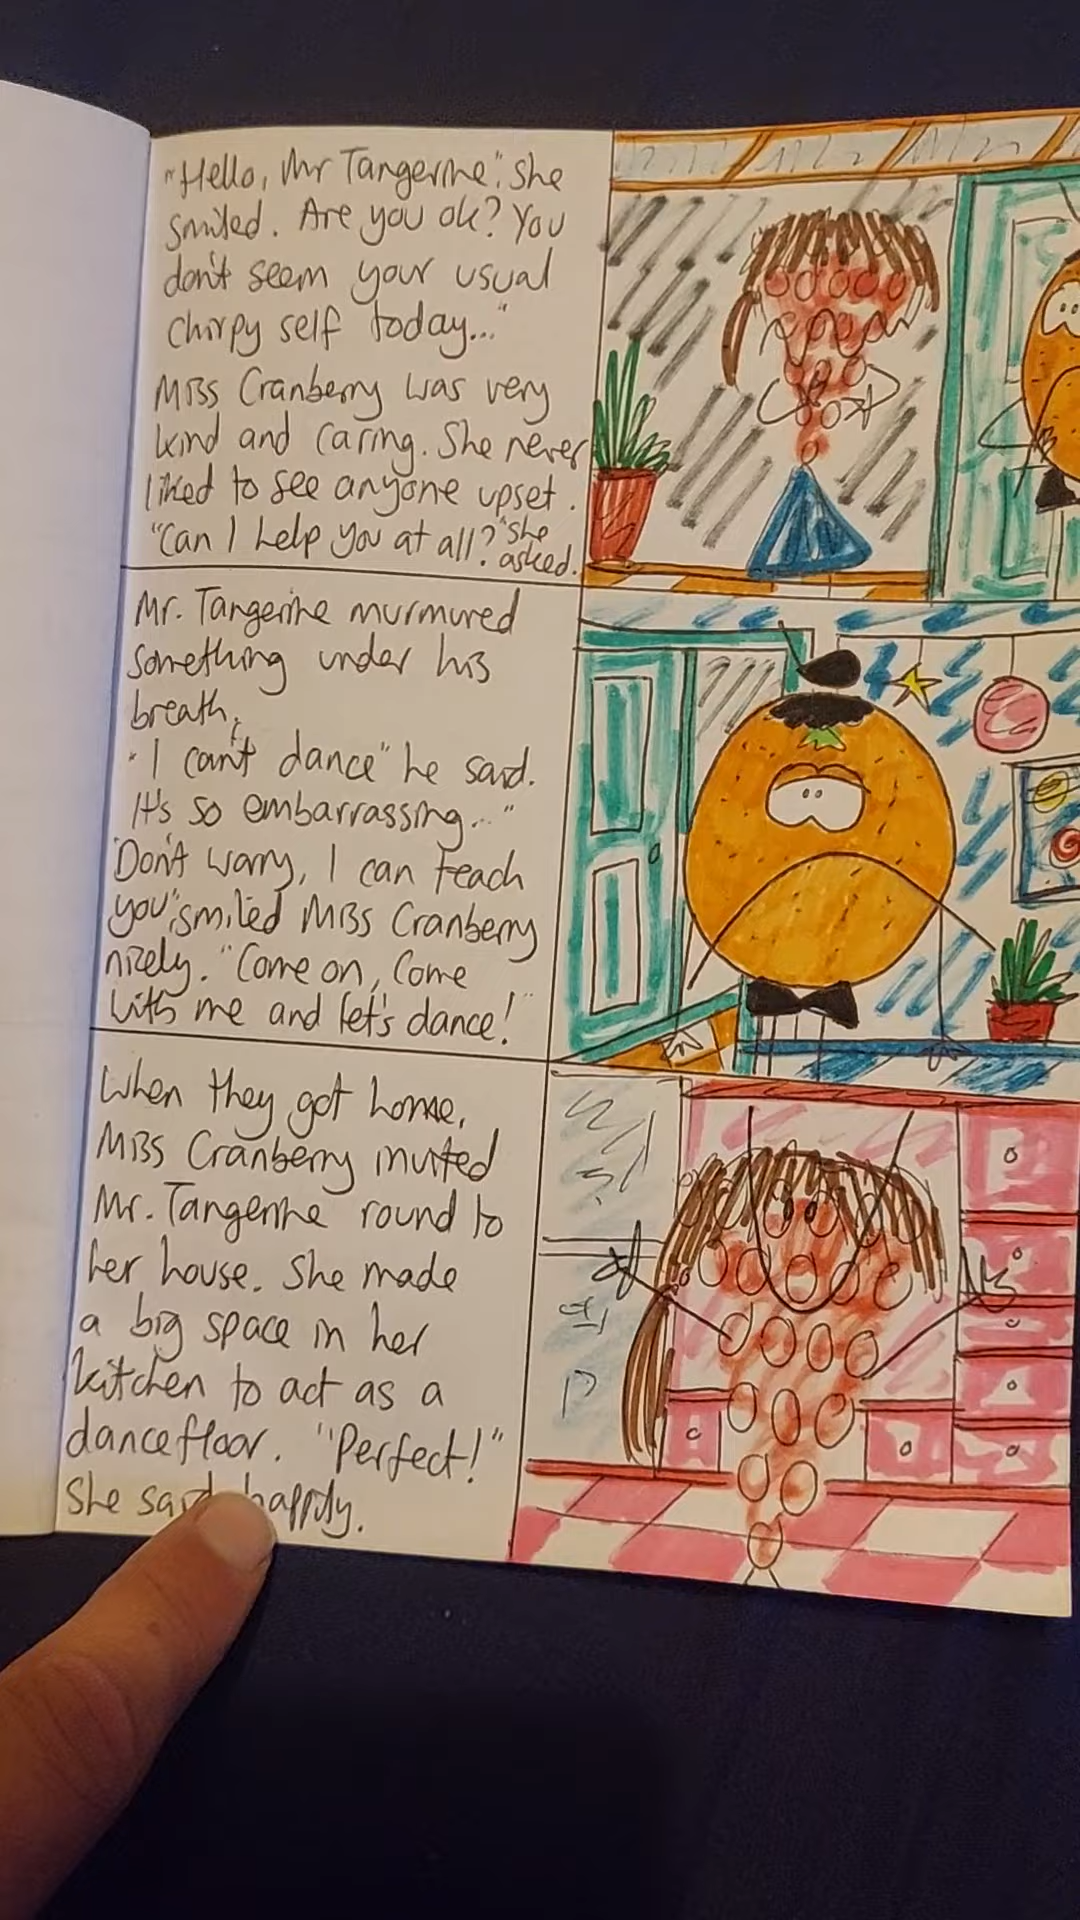 "Hello, Mr Tangerine", she
smiled. Are you ok? You
don't seem your usual
chirpy self today..."
Miss Cranberry was very
kind and caring. She never
liked to see anyone upset.
"Can I help you at all?" she
asked.
Mr. Tangerine murmured
something under his
breath,
"I can't dance" he said.
It's so embarrassing..."
"Don't worry, I can teach
you", smiled Miss Cranberry
nicely. "Come on, come
with me and let's dance!"
When they got home,
Miss Cranberry invited
Mr. Tangerine round to
her house. She made
a big space in her
kitchen to act as a
dancefloor. "Perfect!"
She said happily.